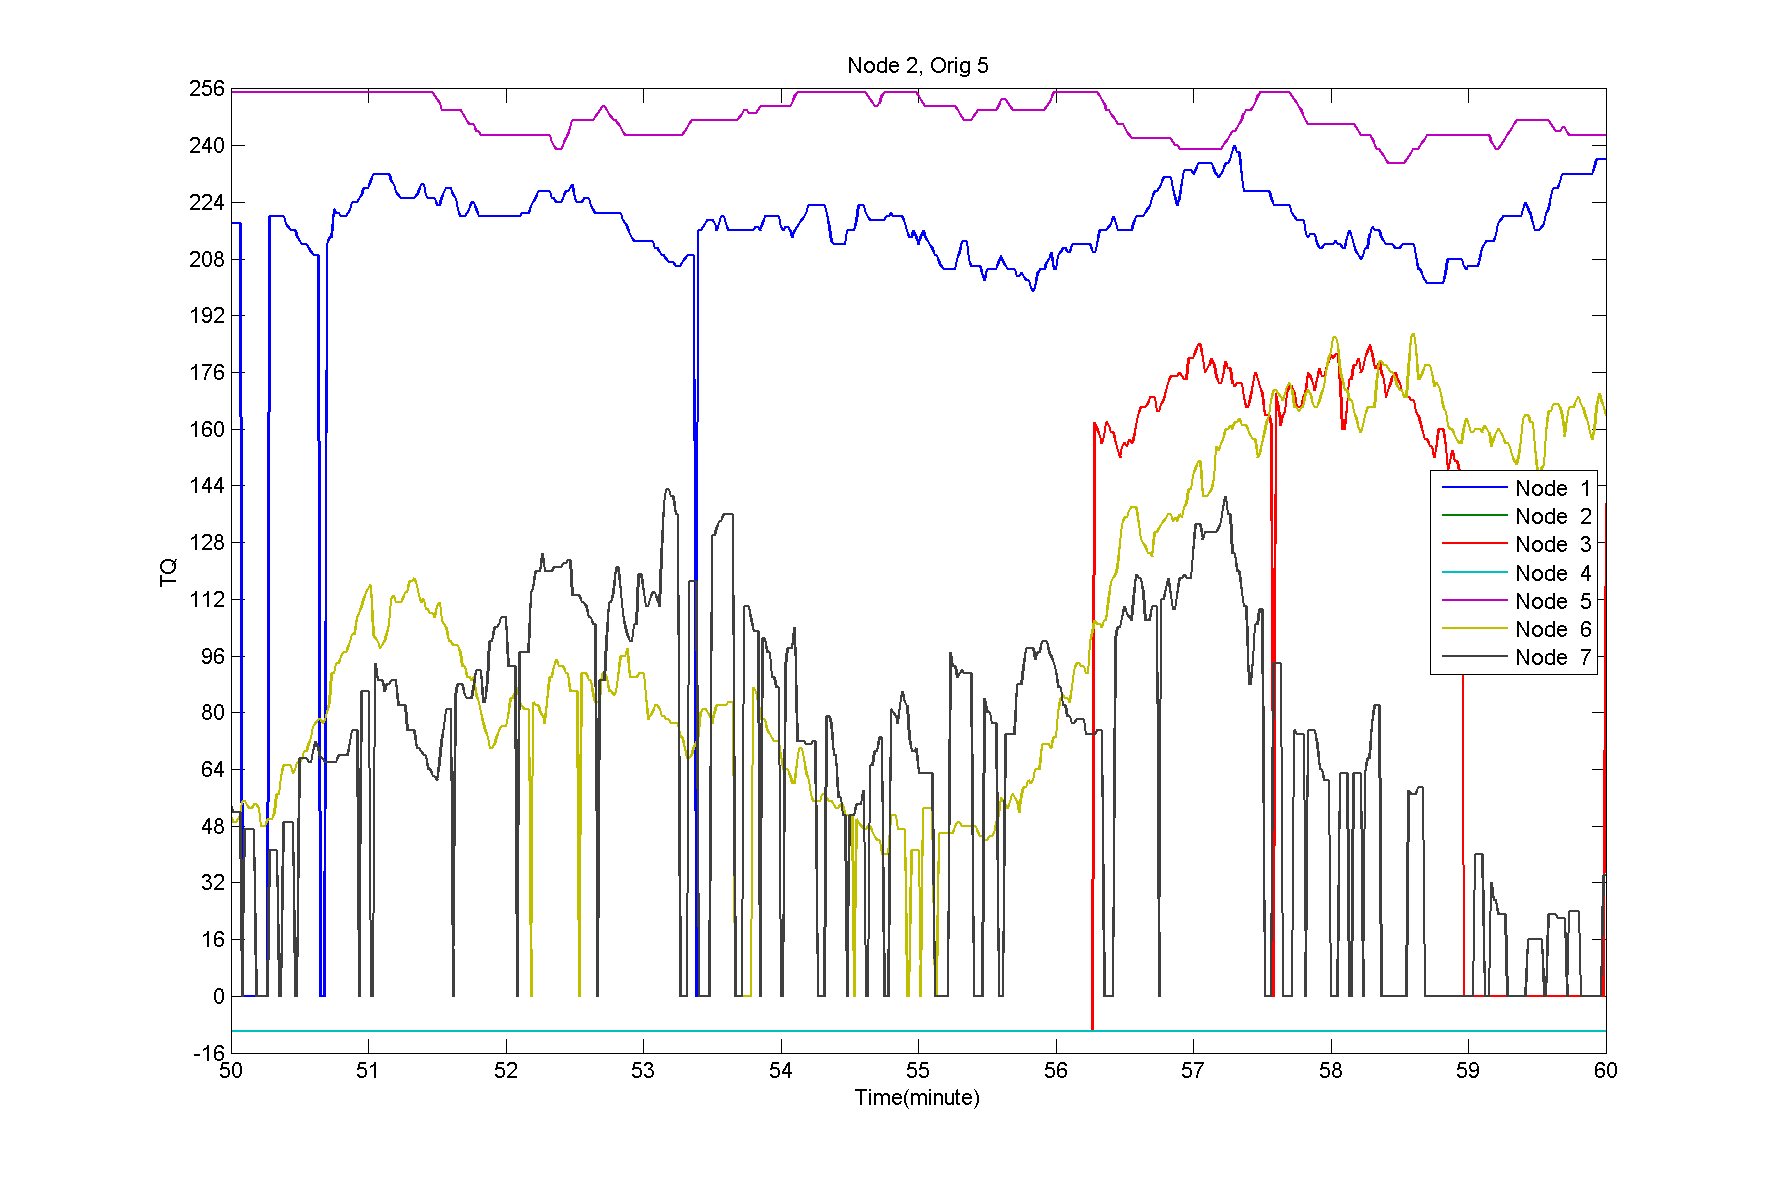 Node 2, Orig 5
256
240
224
208
192
176
160
144
128
112
96
80
64
48
32
16
0
-16
TQ
Node 1
Node 2
Node 3
Node 4
Node 5
Node 6
Node 7
50 51 52 53 54 55 56 57 58 59 60
Time(minute)